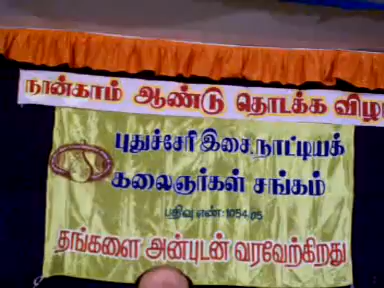 நான்காம் ஆண்டு தொடக்க விழா
புதுச்சேரி இசை, நாட்டியக்
கலைஞர்கள் சங்கம்
பதிவு எண்: 1054/05
தங்களை அன்புடன் வரவேற்கிறது